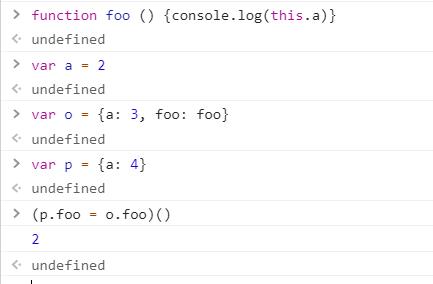 > function foo () {console.log(this.a)}
< undefined
> var a = 2
< undefined
> var o = {a: 3, foo: foo}
< undefined
> var p = {a: 4}
< undefined
> (p.foo = o.foo)()
2
< undefined